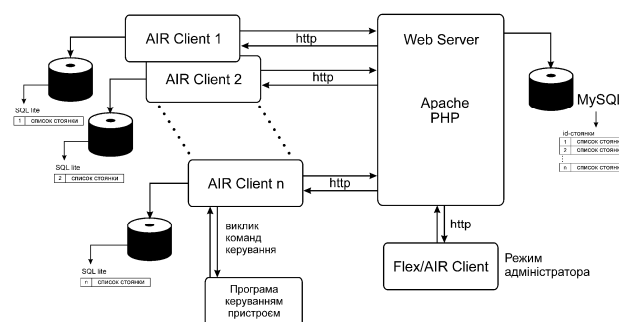 AIR Client 1
http
Web Server
AIR Client 2
http
Apache
PHP
MySQL
SQL lite
1 список стоянки
SQL lite
2 список стоянки
id-стоянки
1 список стоянки
2 список стоянки
n список стоянки
AIR Client n
http
виклик
команд
керування
http
SQL lite
n список стоянки
Flex/AIR Client
Режим
адміністратора
Програма
керуванням
пристроєм